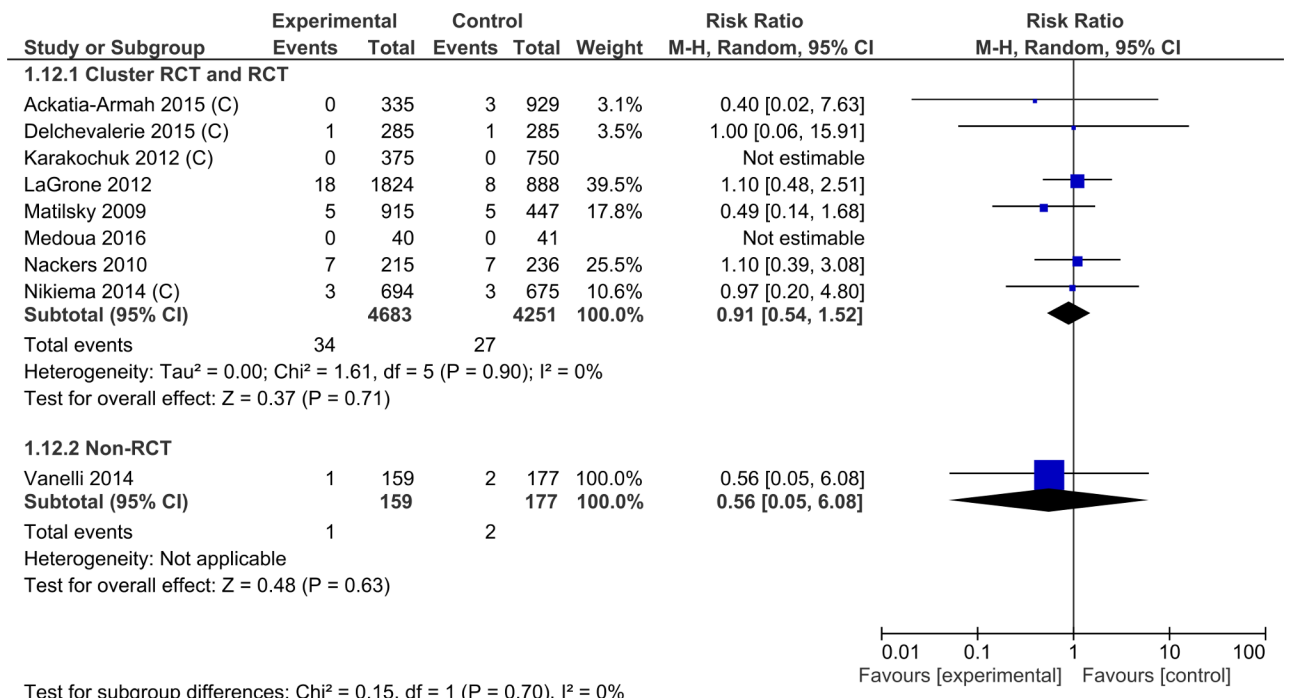 Experimental Control Risk Ratio Risk Ratio
Study or Subgroup Events Total Events Total Weight M-H, Random, 95% CI M-H, Random, 95% CI
1.12.1 Cluster RCT and RCT
Ackatia-Armah 2015 (C) 0 335 3 929 3.1% 0.40 [0.02, 7.63]
Delchevalerie 2015 (C) 1 285 1 285 3.5% 1.00 [0.06, 15.91]
Karakochuk 2012 (C) 0 375 0 750 Not estimable
LaGrone 2012 18 1824 8 888 39.5% 1.10 [0.48, 2.51]
Matilsky 2009 5 915 5 447 17.8% 0.49 [0.14, 1.68]
Medoua 2016 0 40 0 41 Not estimable
Nackers 2010 7 215 7 236 25.5% 1.10 [0.39, 3.08]
Nikiema 2014 (C) 3 694 3 675 10.6% 0.97 [0.20, 4.80]
Subtotal (95% CI) 4683 4251 100.0% 0.91 [0.54, 1.52]
Total events 34 27
Heterogeneity: Tau² = 0.00; Chi² = 1.61, df = 5 (P = 0.90); I² = 0%
Test for overall effect: Z = 0.37 (P = 0.71)
1.12.2 Non-RCT
Vanelli 2014 1 159 2 177 100.0% 0.56 [0.05, 6.08]
Subtotal (95% CI) 159 177 100.0% 0.56 [0.05, 6.08]
Total events 1 2
Heterogeneity: Not applicable
Test for overall effect: Z = 0.48 (P = 0.63)
0.01 0.1 1 10 100
Favours [experimental] Favours [control]
Test for subgroup differences: Chi² = 0.15, df = 1 (P = 0.70), I² = 0%